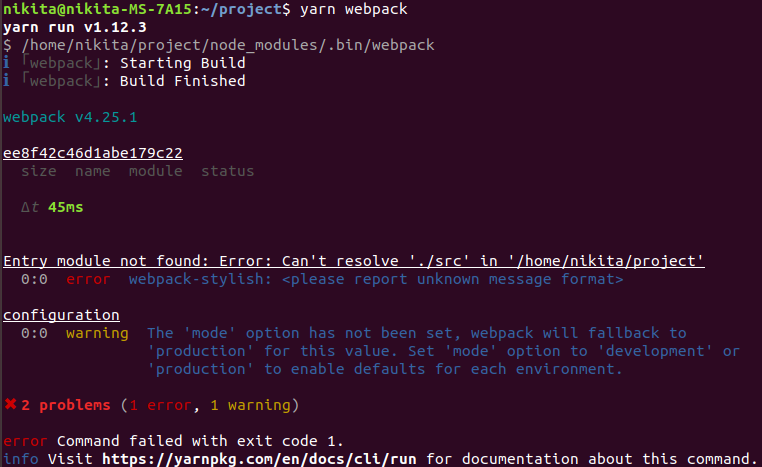 nikita@nikita-MS-7A15:~/project$ yarn webpack
yarn run v1.12.3
$ /home/nikita/project/node_modules/.bin/webpack
ℹ 「webpack」: Starting Build
ℹ 「webpack」: Build Finished
webpack v4.25.1
ee8f42c46d1abe179c22
size  name  module  status
Δt 45ms
Entry module not found: Error: Can't resolve './src' in '/home/nikita/project'
0:0  error  webpack-stylish: <please report unknown message format>
configuration
0:0  warning  The 'mode' option has not been set, webpack will fallback to
'production' for this value. Set 'mode' option to 'development' or
'production' to enable defaults for each environment.
✖ 2 problems (1 error, 1 warning)
error Command failed with exit code 1.
info Visit https://yarnpkg.com/en/docs/cli/run for documentation about this command.